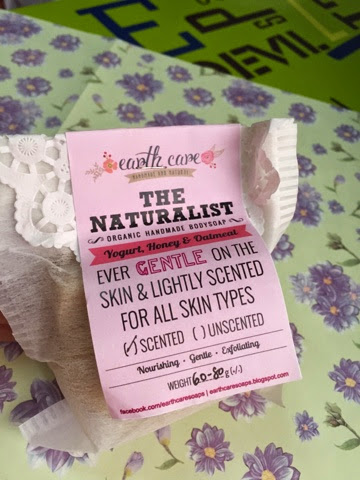 earth care
HANDMADE AND NATURAL
THE
NATURALIST
ORGANIC HANDMADE BODYSOAP
Yogurt, Honey & Oatmeal
EVER GENTLE ON THE
SKIN & LIGHTLY SCENTED
FOR ALL SKIN TYPES
(✓) SCENTED ( ) UNSCENTED
Nourishing · Gentle · Exfoliating
WEIGHT 60-80 g (+/-)
facebook.com/earthcaresoaps | earthcaresoaps.blogspot.com